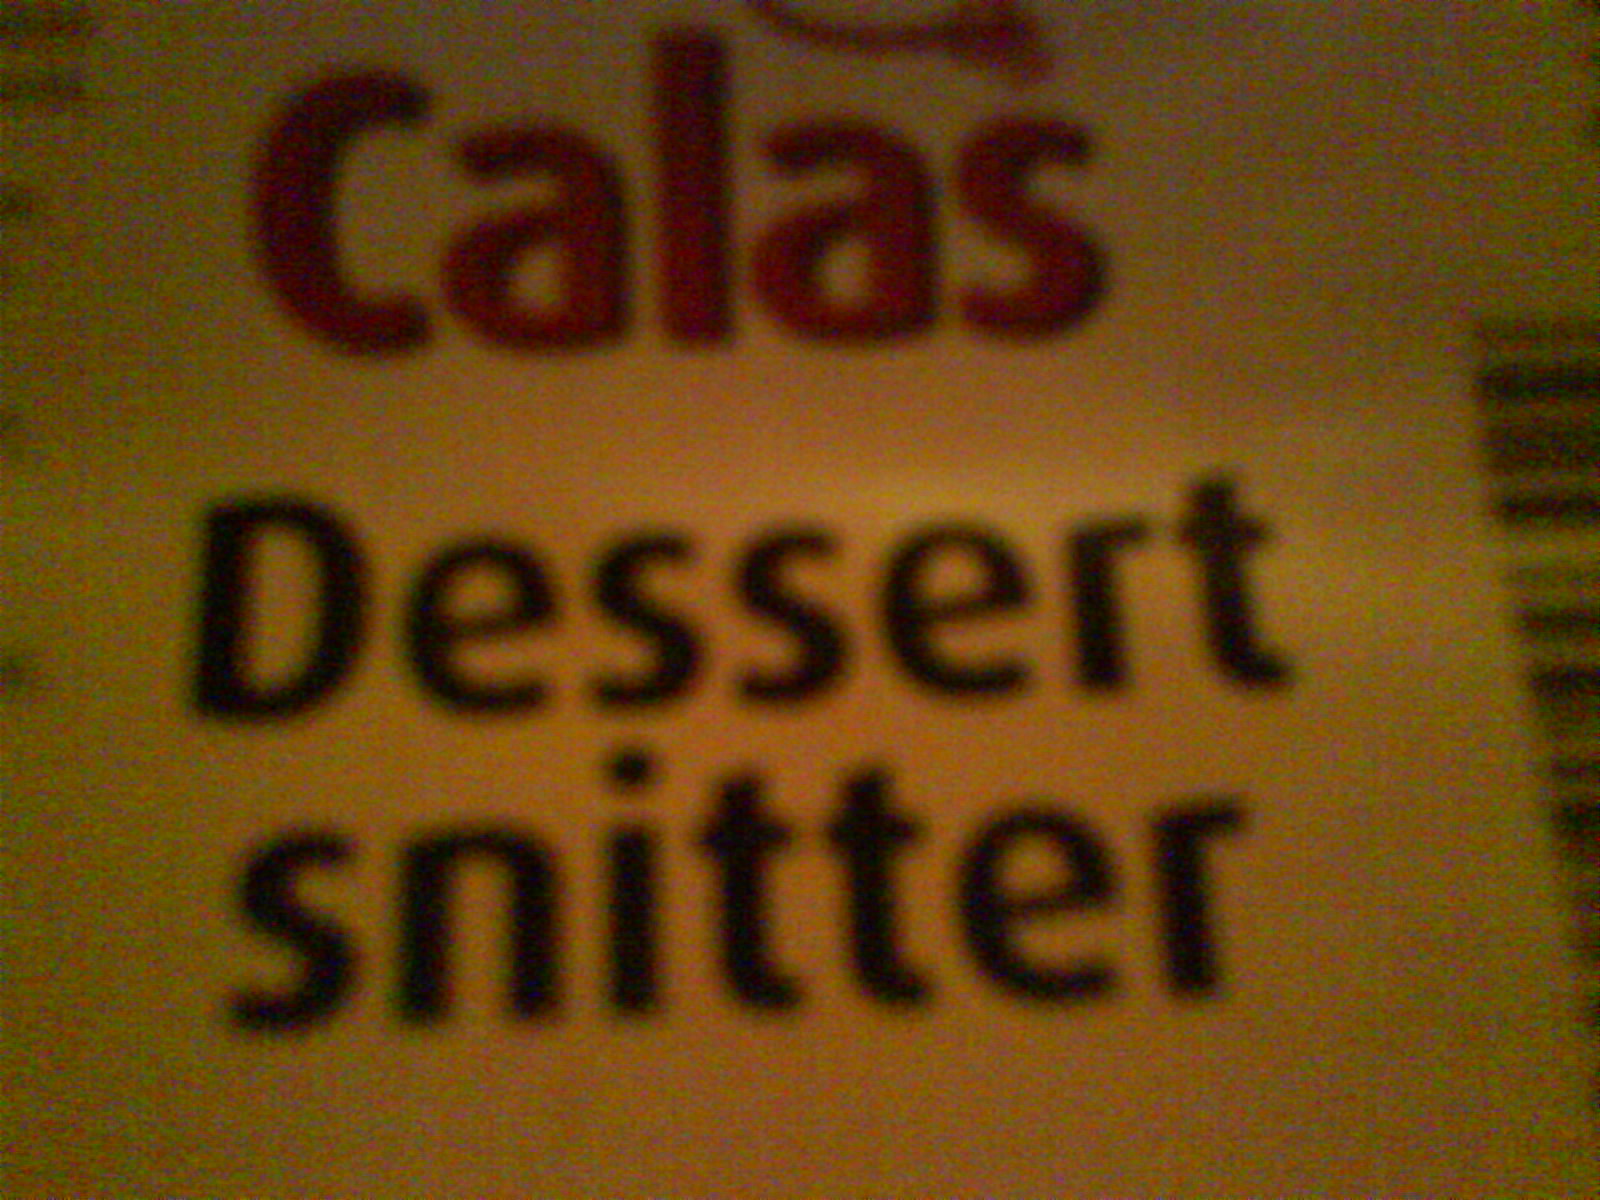 Calas
Dessert
snitter